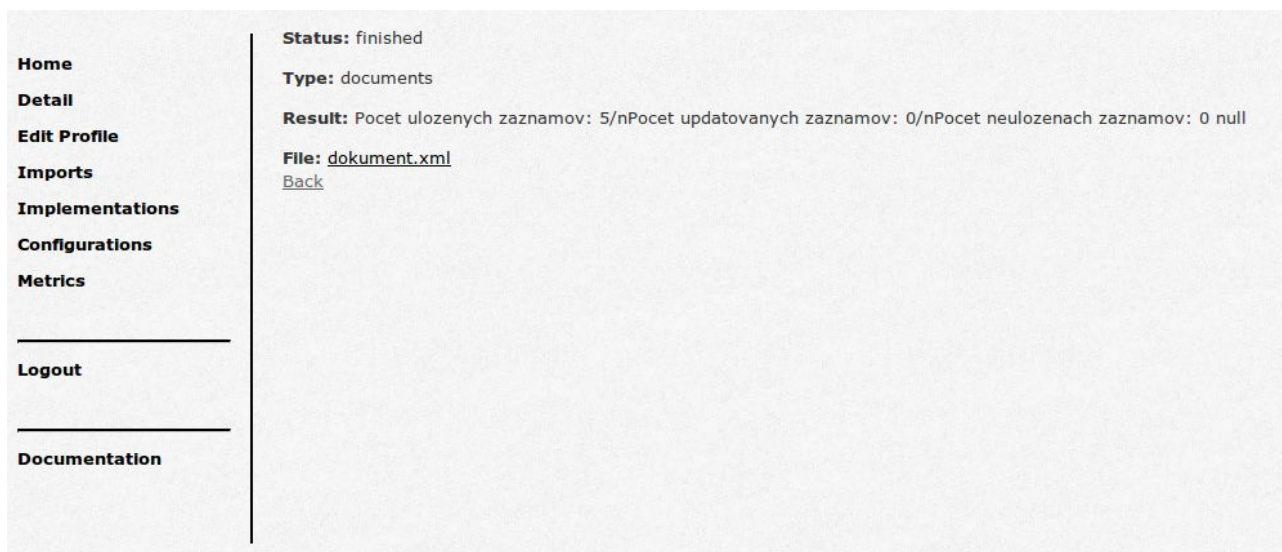 Home
Detail
Edit Profile
Imports
Implementations
Configurations
Metrics
Logout
Documentation
Status: finished
Type: documents
Result: Pocet ulozenych zaznamov: 5/nPocet updatovanych zaznamov: 0/nPocet neulozenach zaznamov: 0 null
File: dokument.xml
Back